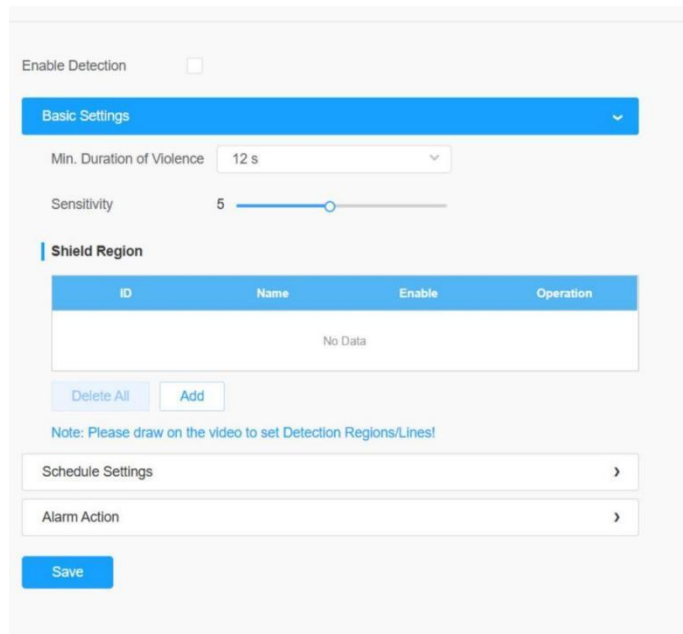 Enable Detection
Basic Settings
Min. Duration of Violence 12 s
Sensitivity 5
Shield Region
ID Name Enable Operation
No Data
Delete All Add
Note: Please draw on the video to set Detection Regions/Lines!
Schedule Settings
Alarm Action
Save